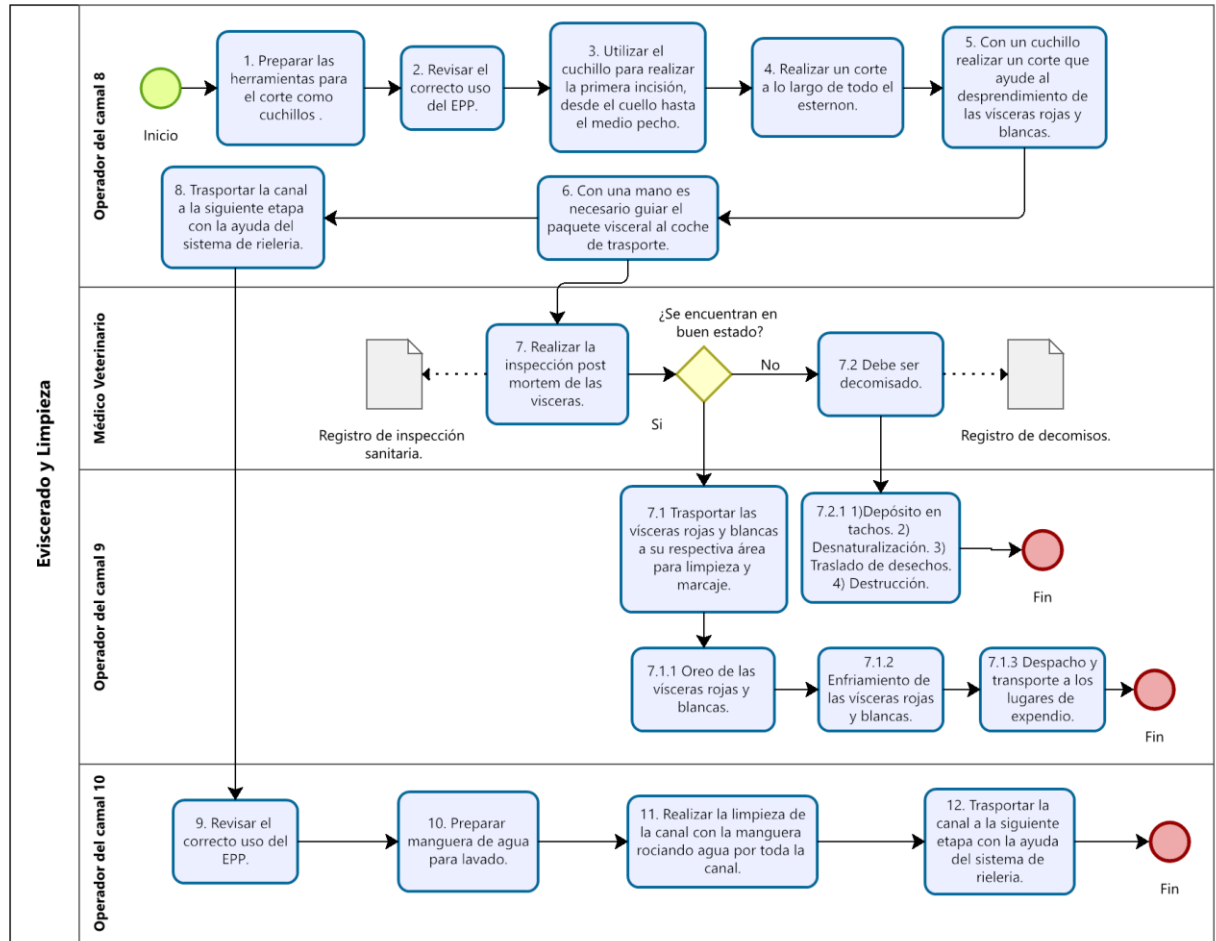 Eviscerado y Limpieza
Operador del camal 8
Inicio
1. Preparar las
herramientas para
el corte como
cuchillos .
2. Revisar el
correcto uso
del EPP.
3. Utilizar el
cuchillo para realizar
la primera incisión,
desde el cuello hasta
el medio pecho.
4. Realizar un corte
a lo largo de todo el
esternon.
5. Con un cuchillo
realizar un corte que
ayude al
desprendimiento de
las vísceras rojas y
blancas.
8. Trasportar la canal
a la siguiente etapa
con la ayuda del
sistema de rieleria.
6. Con una mano es
necesario guiar el
paquete visceral al coche
de trasporte.
Médico Veterinario
Registro de inspección
sanitaria.
7. Realizar la
inspección post
mortem de las
visceras.
¿Se encuentran en
buen estado?
No
Si
7.2 Debe ser
decomisado.
Registro de decomisos.
Operador del camal 9
7.1 Trasportar las
vísceras rojas y blancas
a su respectiva área
para limpieza y
marcaje.
7.2.1 1)Depósito en
tachos. 2)
Desnaturalización. 3)
Traslado de desechos.
4) Destrucción.
Fin
7.1.1 Oreo de las
vísceras rojas y
blancas.
7.1.2
Enfriamiento de
las vísceras rojas
y blancas.
7.1.3 Despacho y
transporte a los
lugares de
expendio.
Fin
Operador del camal 10
9. Revisar el
correcto uso del
EPP.
10. Preparar
manguera de agua
para lavado.
11. Realizar la limpieza de
la canal con la manguera
rociando agua por toda la
canal.
12. Trasportar la
canal a la siguiente
etapa con la ayuda
del sistema de
rieleria.
Fin